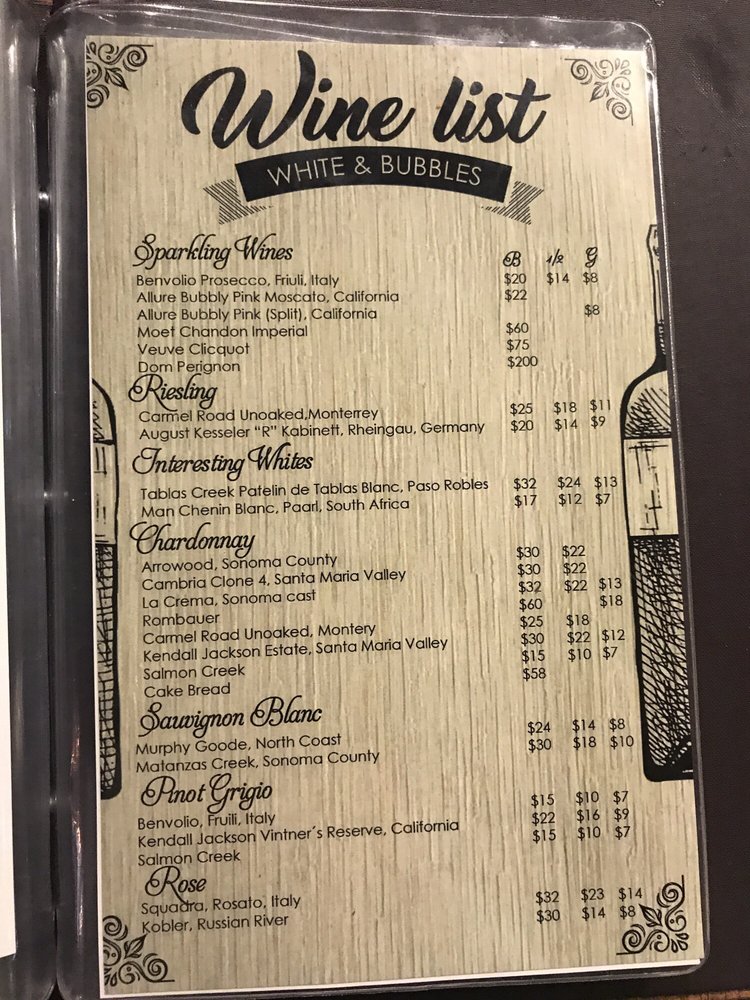 Wine list
WHITE & BUBBLES
Sparkling Wines B 1/2 G
Benvolio Prosecco, Friuli, Italy $20 $14 $8
Allure Bubbly Pink Moscato, California $22
Allure Bubbly Pink (Split), California $8
Moet Chandon Imperial $60
Veuve Clicquot $75
Dom Perignon $200
Riesling
Carmel Road Unoaked,Monterrey $25 $18 $11
August Kesseler "R" Kabinett, Rheingau, Germany $20 $14 $9
Interesting Whites
Tablas Creek Patelin de Tablas Blanc, Paso Robles $32 $24 $13
Man Chenin Blanc, Paarl, South Africa $17 $12 $7
Chardonnay
Arrowood, Sonoma County $30 $22
Cambria Clone 4, Santa Maria Valley $30 $22
La Crema, Sonoma cast $32 $22 $13
Rombauer $60 $18
Carmel Road Unoaked, Montery $25 $18
Kendall Jackson Estate, Santa Maria Valley $30 $22 $12
Salmon Creek $15 $10 $7
Cake Bread $58
Sauvignon Blanc
Murphy Goode, North Coast $24 $14 $8
Matanzas Creek, Sonoma County $30 $18 $10
Pinot Grigio
Benvolio, Fruili, Italy $15 $10 $7
Kendall Jackson Vintner´s Reserve, California $22 $16 $9
Salmon Creek $15 $10 $7
Rose
Squadra, Rosato, Italy $32 $23 $14
Kobler, Russian River $30 $14 $8